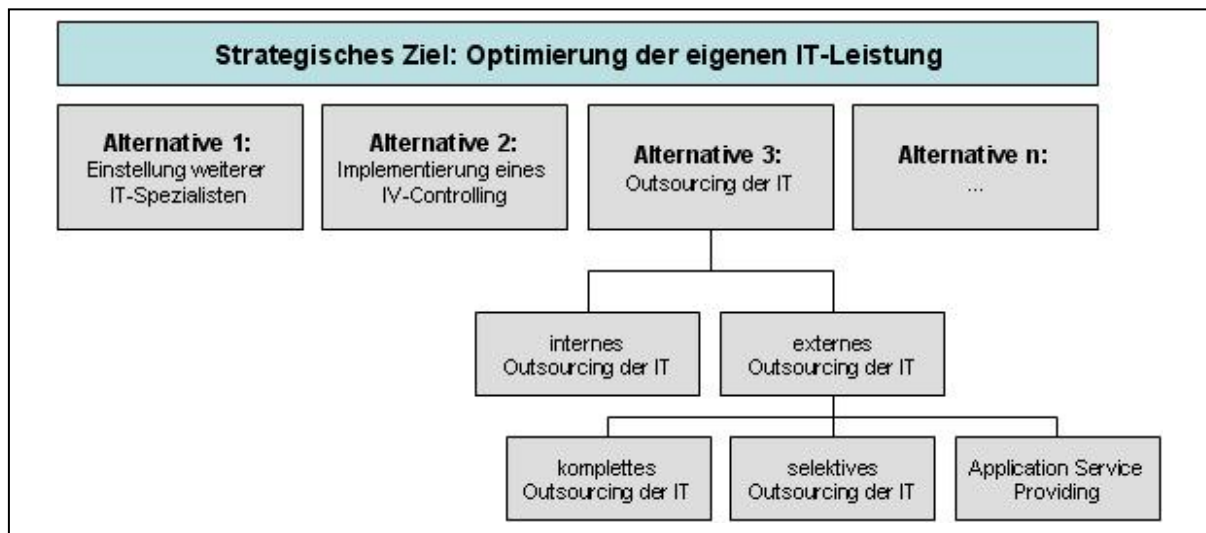 Strategisches Ziel: Optimierung der eigenen IT-Leistung
Alternative 1:
Einstellung weiterer
IT-Spezialisten
Alternative 2:
Implementierung eines
IV-Controlling
Alternative 3:
Outsourcing der IT
Alternative n:
...
internes
Outsourcing der IT
externes
Outsourcing der IT
komplettes
Outsourcing der IT
selektives
Outsourcing der IT
Application Service
Providing